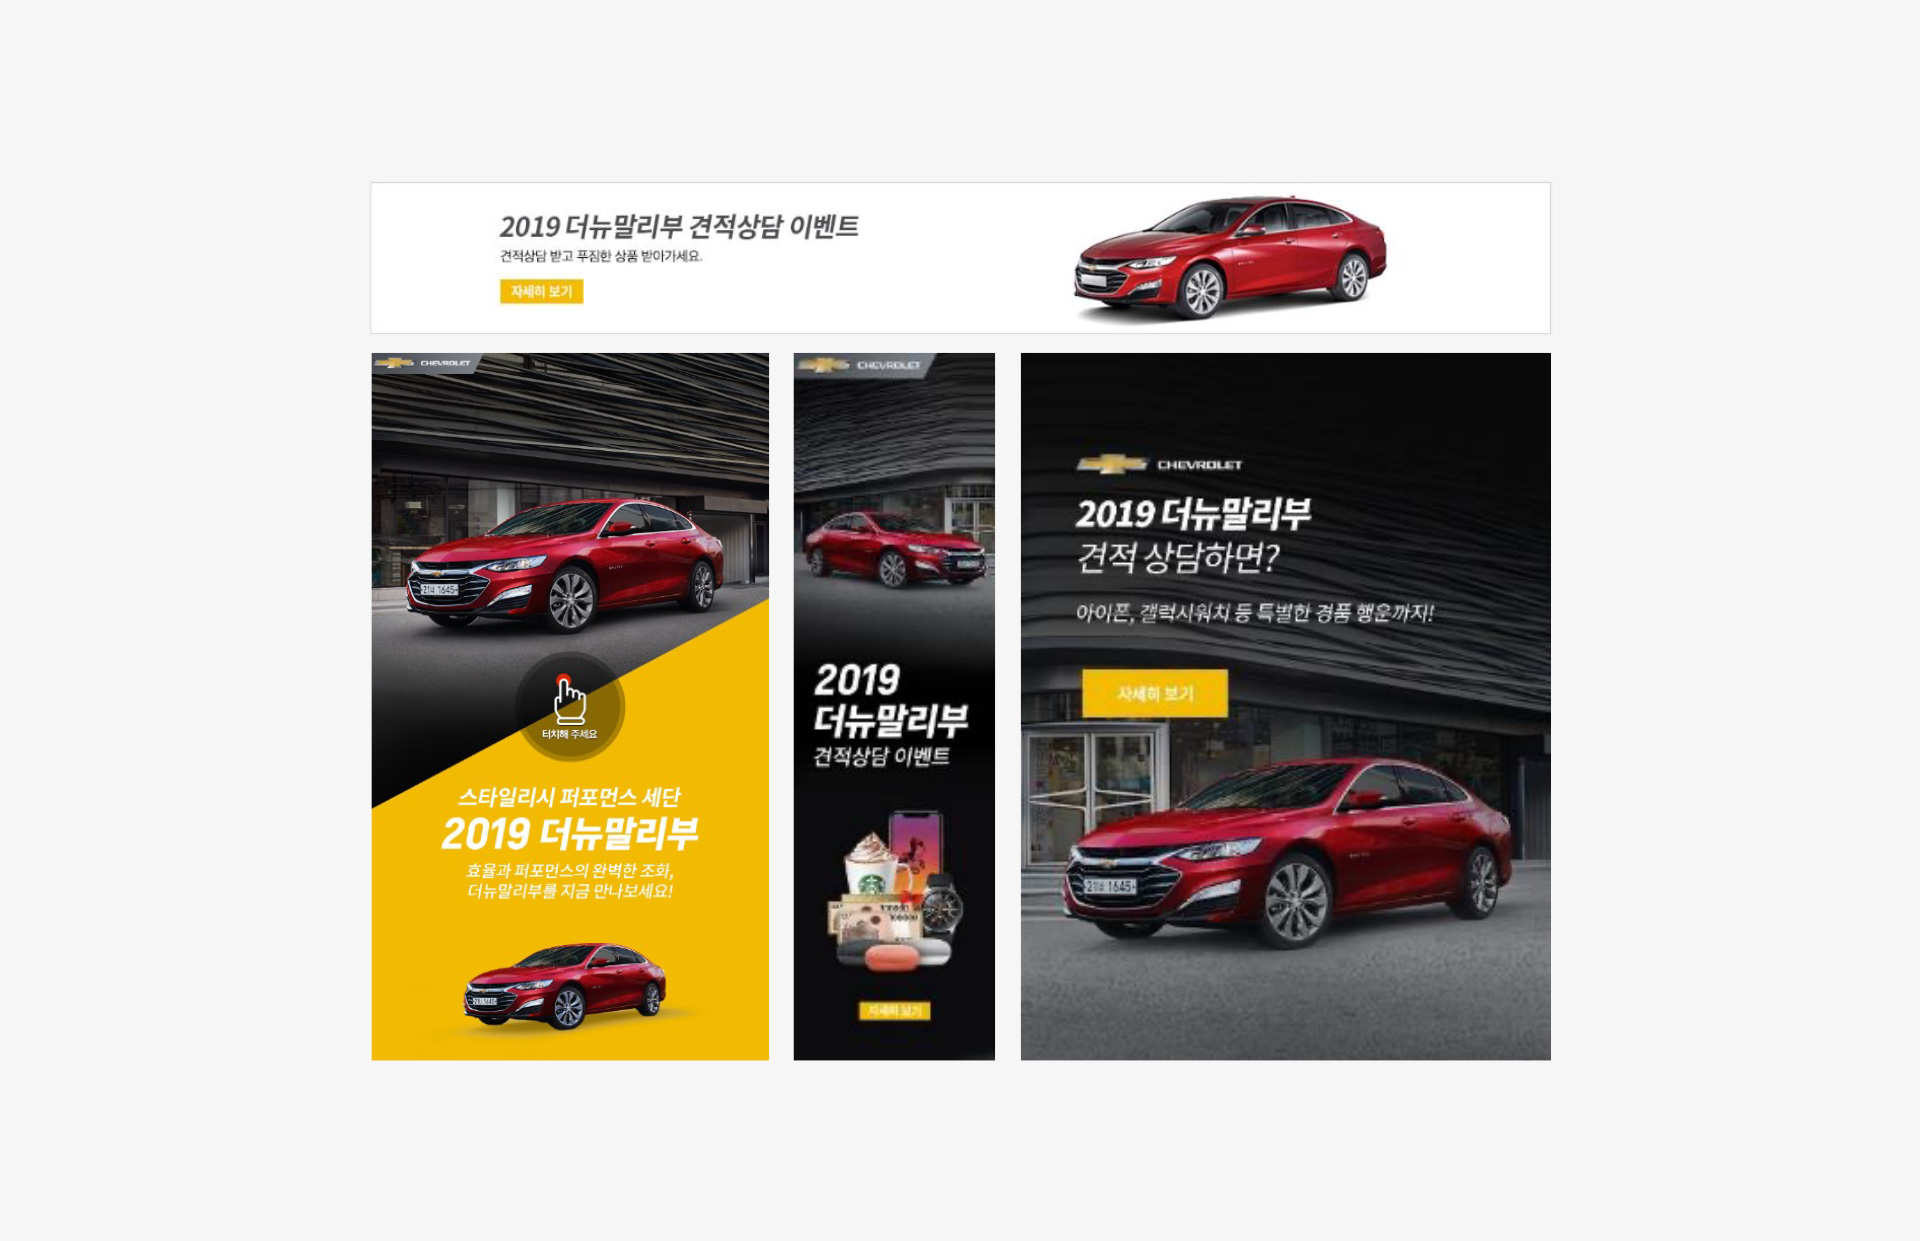 2019 더뉴말리부 견적상담 이벤트
견적상담 받고 푸짐한 상품 받아가세요.
자세히 보기
CHEVROLET
1645
터치해 주세요
스타일리시 퍼포먼스 세단
2019 더뉴말리부
효율과 퍼포먼스의 완벽한 조화,
더뉴말리부를 지금 만나보세요!
CHEVROLET
2019
더뉴말리부
견적상담 이벤트
자세히 보기
CHEVROLET
2019 더뉴말리부
견적 상담하면?
아이폰, 갤럭시워치 등 특별한 경품 행운까지!
자세히 보기
1645